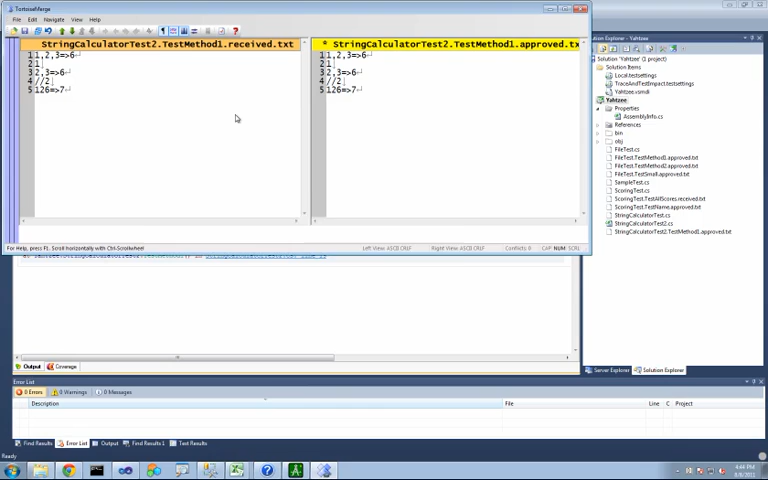 TortoiseMerge
File Edit Navigate View Help
StringCalculatorTest2.TestMethod1.received.txt
* StringCalculatorTest2.TestMethod1.approved.tx
1 1,2,3=>6
2 1
3 2,3=>6
4 //2
5 126=>7
1 1,2,3=>6
2 1
3 2,3=>6
4 //2
5 126=>7
For Help, press F1. Scroll horizontally with Ctrl-Scrollwheel
Left View: ASCII CRLF
Right View: ASCII CRLF
Conflicts: 0
CAP NUM SCRL
Solution Explorer
Solution 'Yahtzee' (1 project)
Solution Items
Local.testsettings
TraceAndTestImpact.testsettings
Yahtzee.vsmdi
Yahtzee
Properties
AssemblyInfo.cs
References
bin
obj
FileTest.cs
FileTest.TestMethod1.approved.txt
FileTest.TestMethod2.approved.txt
FileTest.TestSmall.approved.txt
SampleTest.cs
ScoringTest.cs
ScoringTest.TestAllScores.received.txt
ScoringTest.TestName.approved.txt
StringCalculatorTest.cs
StringCalculatorTest2.cs
StringCalculatorTest2.TestMethod1.approved.txt
Output Coverage
Server Explorer Solution Explorer
Error List
0 Errors 0 Warnings 0 Messages
Description File Line C Project
Find Results Error List Output Find Results 1 Test Results
Ready
4:44 PM